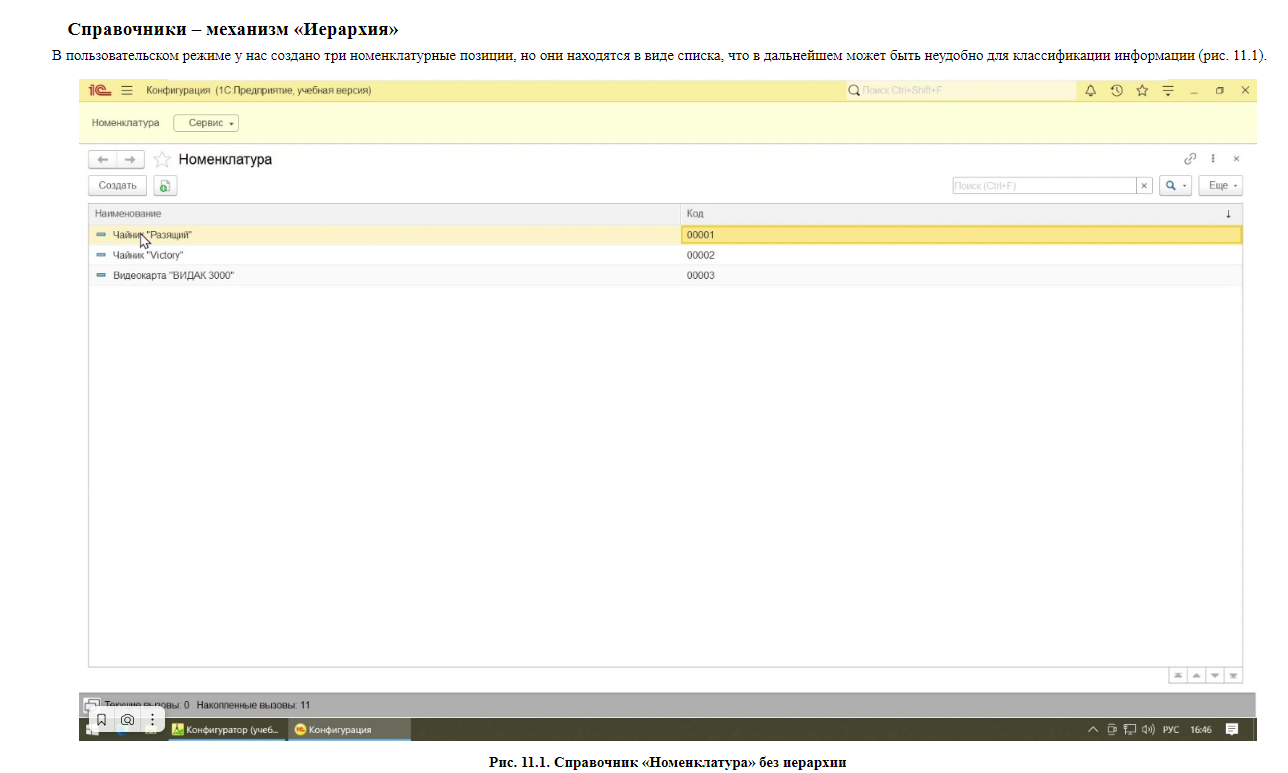 Справочники – механизм «Иерархия»
В пользовательском режиме у нас создано три номенклатурные позиции, но они находятся в виде списка, что в дальнейшем может быть неудобно для классификации информации (рис. 11.1).
1С Конфигурация (1С:Предприятие, учебная версия) Поиск Ctrl+Shift+F
Номенклатура Сервис
Номенклатура
Создать Поиск (Ctrl+F) × Еще
Наименование Код ↓
Чайник "Разящий" 00001
Чайник "Victory" 00002
Видеокарта "ВИДАК 3000" 00003
Текущие вызовы: 0 Накопленные вызовы: 11
Конфигуратор (учеб... Конфигурация РУС 16:46
Рис. 11.1. Справочник «Номенклатура» без иерархии